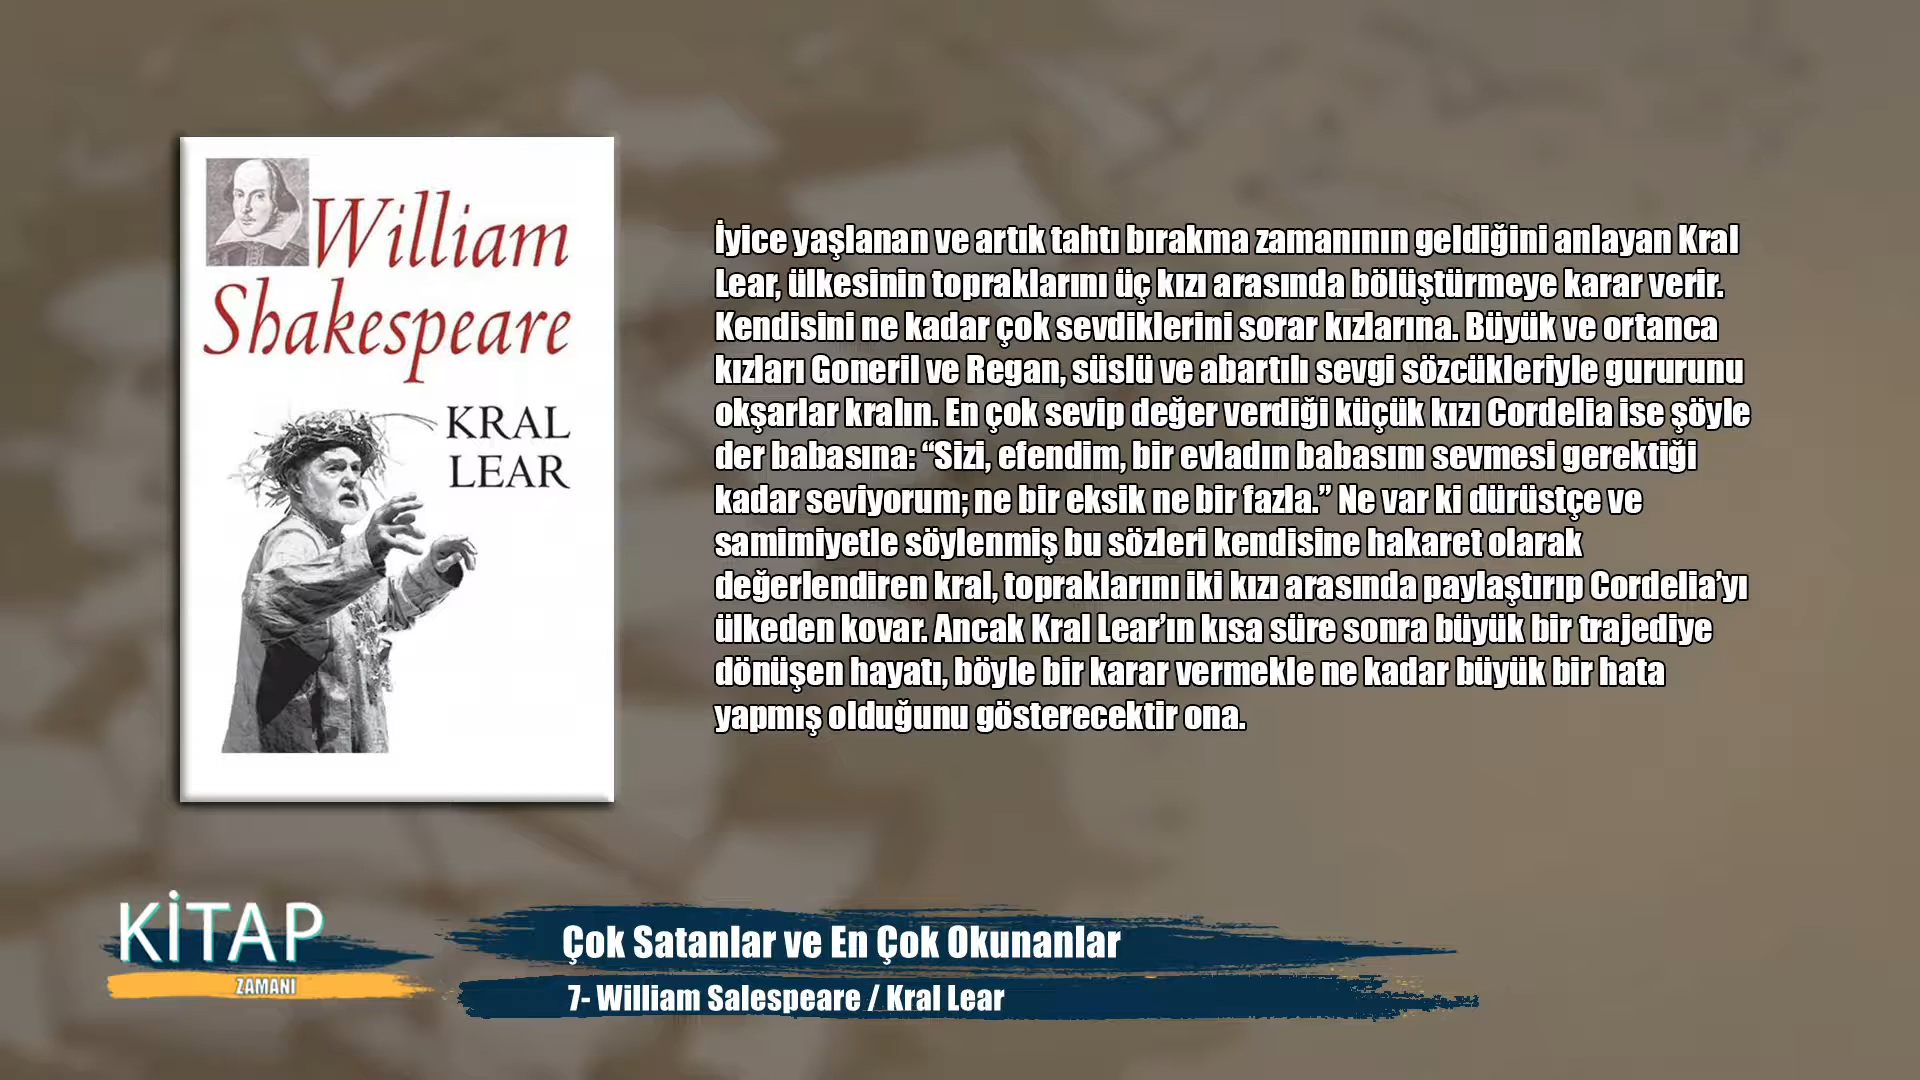 William
Shakespeare
KRAL
LEAR
İyice yaşlanan ve artık tahtı bırakma zamanının geldiğini anlayan Kral
Lear, ülkesinin topraklarını üç kızı arasında bölüştürmeye karar verir.
Kendisini ne kadar çok sevdiklerini sorar kızlarına. Büyük ve ortanca
kızları Goneril ve Regan, süslü ve abartılı sevgi sözcükleriyle gururunu
okşarlar kralın. En çok sevip değer verdiği küçük kızı Cordelia ise şöyle
der babasına: “Sizi, efendim, bir evladın babasını sevmesi gerektiği
kadar seviyorum; ne bir eksik ne bir fazla.” Ne var ki dürüstçe ve
samimiyetle söylenmiş bu sözleri kendisine hakaret olarak
değerlendiren kral, topraklarını iki kızı arasında paylaştırıp Cordelia’yı
ülkeden kovar. Ancak Kral Lear’ın kısa süre sonra büyük bir trajediye
dönüşen hayatı, böyle bir karar vermekle ne kadar büyük bir hata
yapmış olduğunu gösterecektir ona.
KİTAP
ZAMANI
Çok Satanlar ve En Çok Okunanlar
7- William Salespeare / Kral Lear